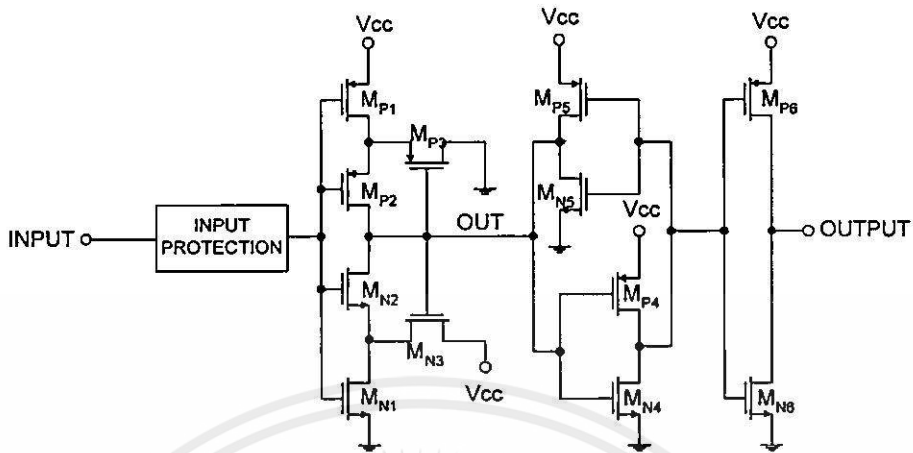 Vcc
Vcc
Vcc
MP1
MP3
MP5
MP6
MP2
MN5
Vcc
INPUT
INPUT
PROTECTION
OUT
OUTPUT
MN2
MP4
MN3
Vcc
MN1
MN4
MN6